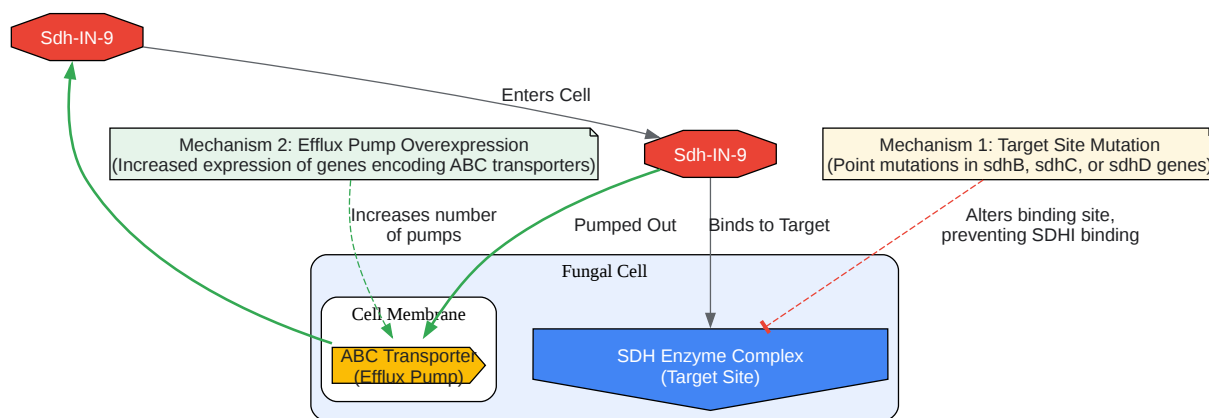 Sdh-IN-9
Enters Cell
Mechanism 2: Efflux Pump Overexpression
(Increased expression of genes encoding ABC transporters)
Sdh-IN-9
Mechanism 1: Target Site Mutation
(Point mutations in sdhB, sdhC, or sdhD genes)
Increases number
of pumps
Pumped Out
Binds to Target
Alters binding site,
preventing SDHI binding
Fungal Cell
Cell Membrane
ABC Transporter
(Efflux Pump)
SDH Enzyme Complex
(Target Site)